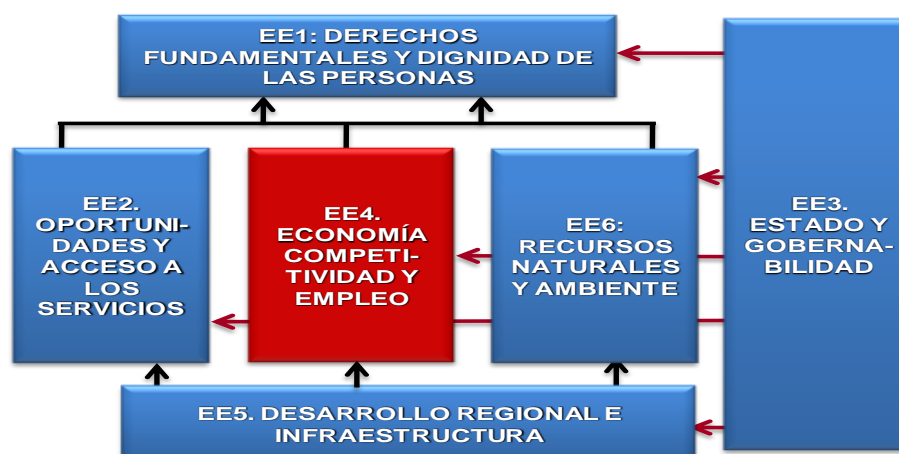 EE1: DERECHOS
FUNDAMENTALES Y DIGNIDAD DE
LAS PERSONAS
EE2.
OPORTUNI-
DADES Y
ACCESO A
LOS
SERVICIOS
EE4.
ECONOMÍA
COMPETI-
TIVIDAD Y
EMPLEO
EE6:
RECURSOS
NATURALES
Y AMBIENTE
EE3.
ESTADO Y
GOBERNA-
BILIDAD
EE5. DESARROLLO REGIONAL E
INFRAESTRUCTURA